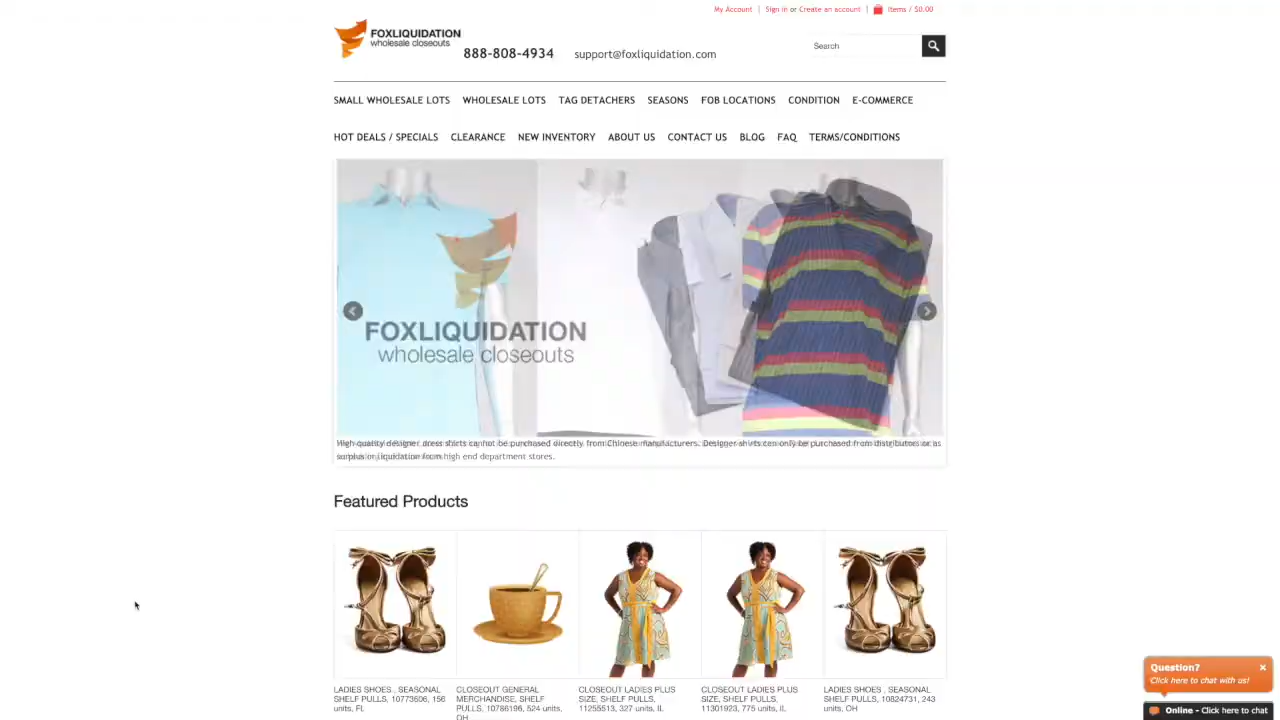 My Account | Sign in or Create an account | Items / $0.00
FOXLIQUIDATION
wholesale closeouts
888-808-4934 support@foxliquidation.com
Search
SMALL WHOLESALE LOTS WHOLESALE LOTS TAG DETACHERS SEASONS FOB LOCATIONS CONDITION E-COMMERCE
HOT DEALS / SPECIALS CLEARANCE NEW INVENTORY ABOUT US CONTACT US BLOG FAQ TERMS/CONDITIONS
FOXLIQUIDATION
wholesale closeouts
High quality designer dress shirts cannot be purchased directly from Chinese manufacturers. Designer shirts can only be purchased from distributors or as
surplus or liquidation from high end department stores.
Featured Products
LADIES SHOES , SEASONAL
SHELF PULLS, 10773606, 156
units, FL
CLOSEOUT GENERAL
MERCHANDISE, SHELF
PULLS, 10786196, 524 units,
OH
CLOSEOUT LADIES PLUS
SIZE, SHELF PULLS,
11255513, 327 units, IL
CLOSEOUT LADIES PLUS
SIZE, SHELF PULLS,
11301923, 775 units, IL
LADIES SHOES , SEASONAL
SHELF PULLS, 10824731, 243
units, OH
Question?
Click here to chat with us!
Online - Click here to chat